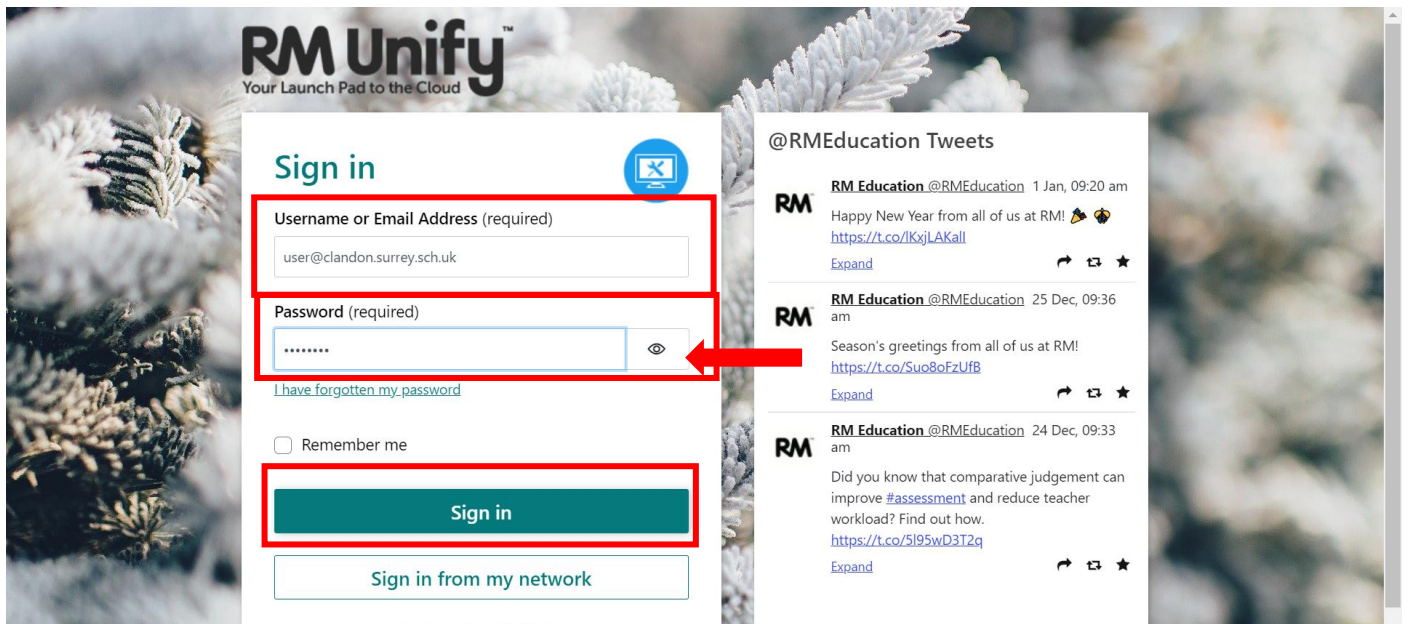 RM Unify™
Your Launch Pad to the Cloud
Sign in
Username or Email Address (required)
user@clandon.surrey.sch.uk
Password (required)
••••••••
I have forgotten my password
Remember me
Sign in
Sign in from my network
@RMEducation Tweets
RM
RM Education @RMEducation 1 Jan, 09:20 am
Happy New Year from all of us at RM! 🎉
https://t.co/lKxjLAKalI
Expand
RM
RM Education @RMEducation 25 Dec, 09:36
am
Season's greetings from all of us at RM!
https://t.co/Suo8oFzUfB
Expand
RM
RM Education @RMEducation 24 Dec, 09:33
am
Did you know that comparative judgement can
improve #assessment and reduce teacher
workload? Find out how.
https://t.co/5l95wD3T2q
Expand